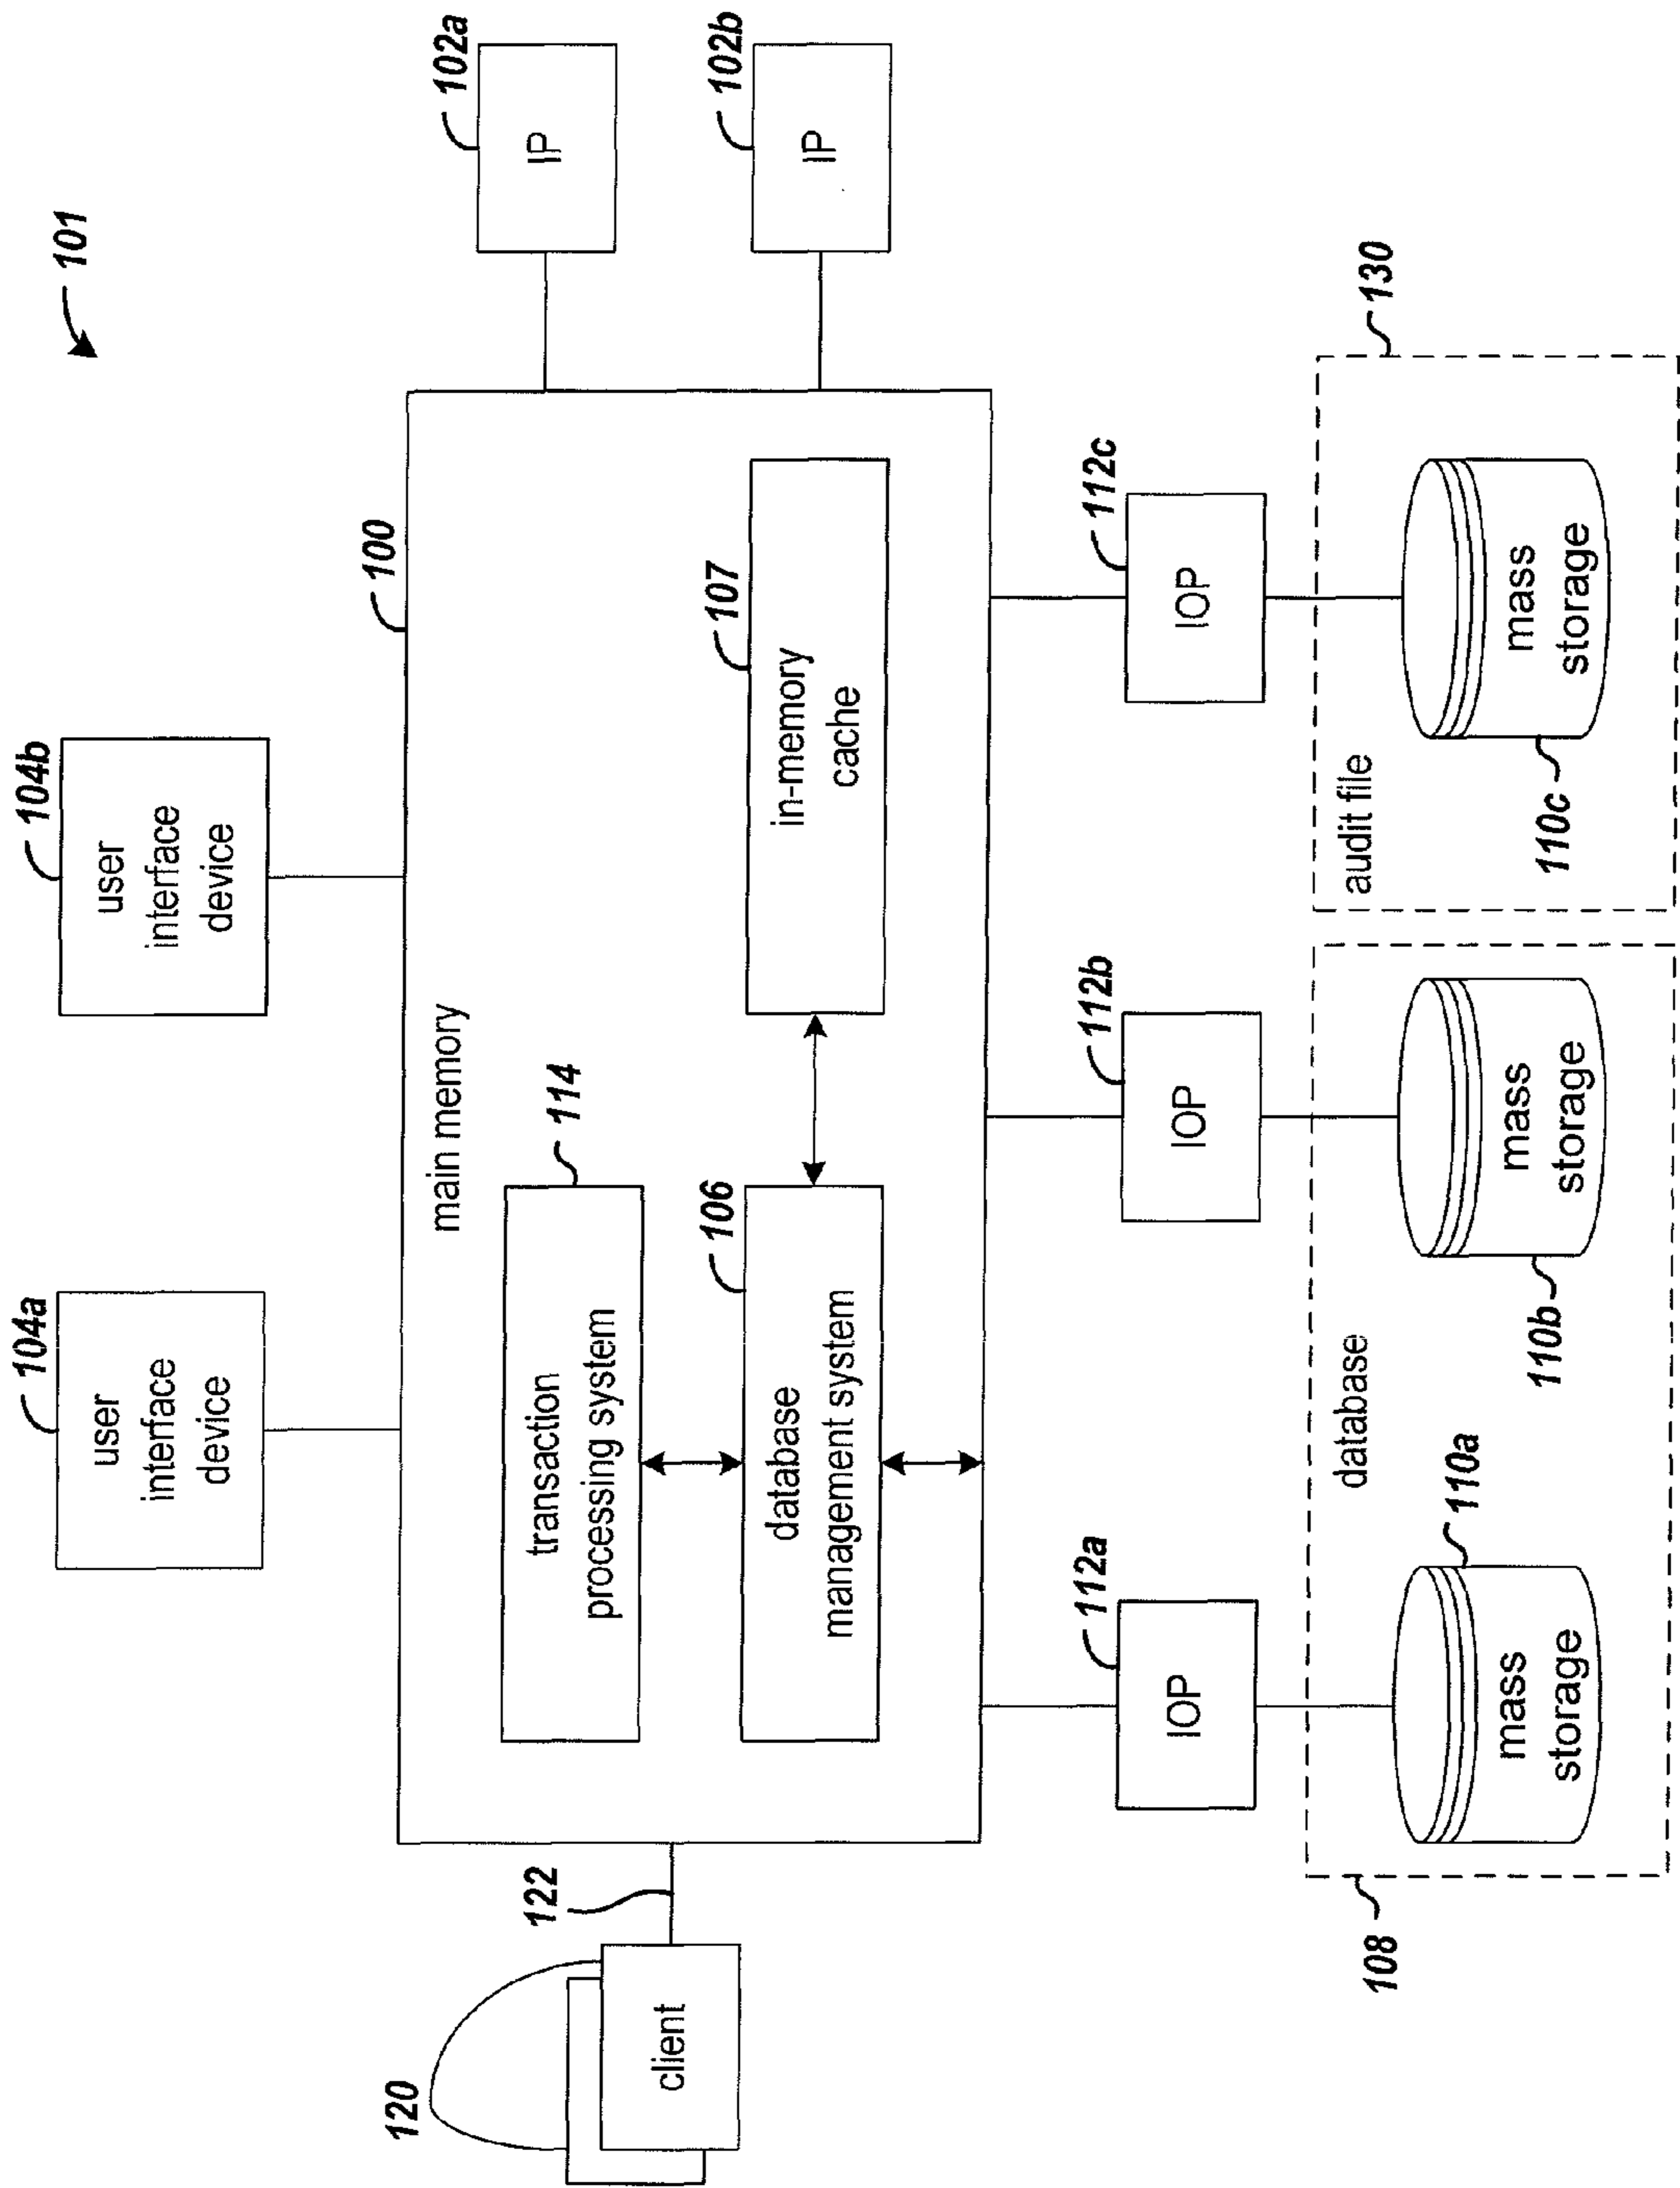 101
104a
user
interface
device
104b
user
interface
device
102a
IP
102b
IP
100
main memory
114
transaction
processing system
106
database
management system
107
in-memory
cache
120
client
122
112a
IOP
112b
IOP
112c
IOP
108
database
110a
mass
storage
110b
mass
storage
130
audit file
110c
mass
storage